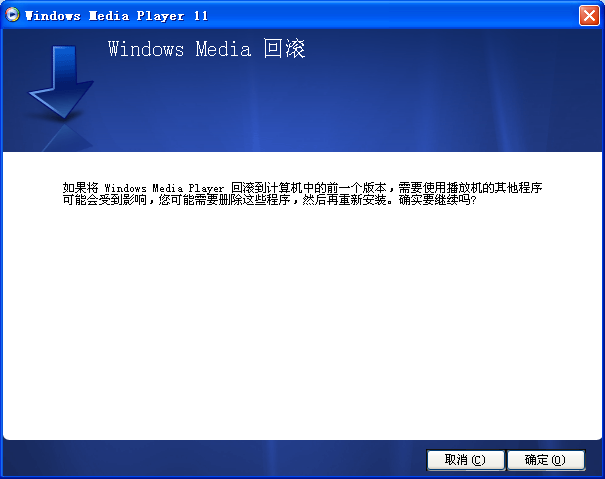 Windows Media Player 11
Windows Media 回滚
如果将 Windows Media Player 回滚到计算机中的前一个版本，需要使用播放机的其他程序
可能会受到影响，您可能需要删除这些程序，然后再重新安装。确实要继续吗?
取消(C) 确定(O)